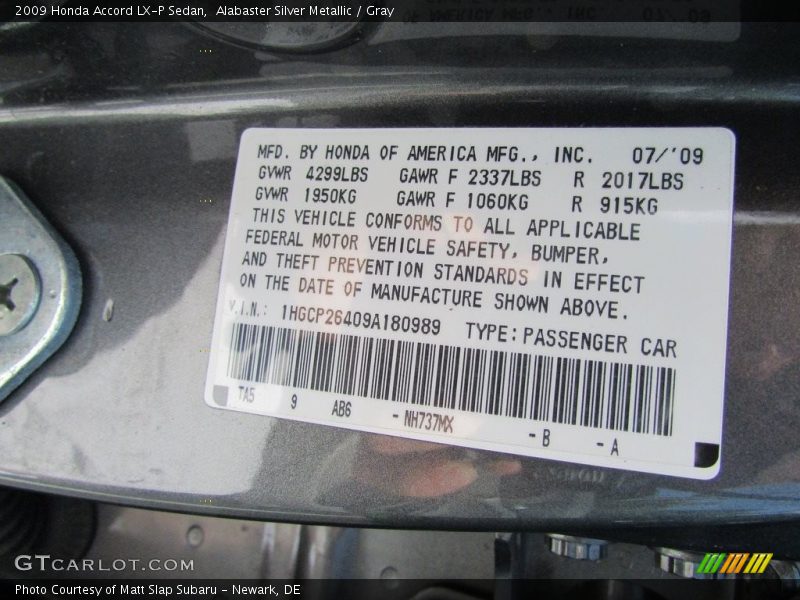 2009 Honda Accord LX-P Sedan,  Alabaster Silver Metallic / Gray
MFD. BY HONDA OF AMERICA MFG., INC. 07/'09
GVWR 4299LBS GAWR F 2337LBS R 2017LBS
GVWR 1950KG GAWR F 1060KG R 915KG
THIS VEHICLE CONFORMS TO ALL APPLICABLE
FEDERAL MOTOR VEHICLE SAFETY, BUMPER,
AND THEFT PREVENTION STANDARDS IN EFFECT
ON THE DATE OF MANUFACTURE SHOWN ABOVE.
V.I.N.: 1HGCP26409A180989 TYPE:PASSENGER CAR
TA5 9 AB6 -NH737MX -B -A
GTCARLOT.COM
Photo Courtesy of Matt Slap Subaru - Newark, DE